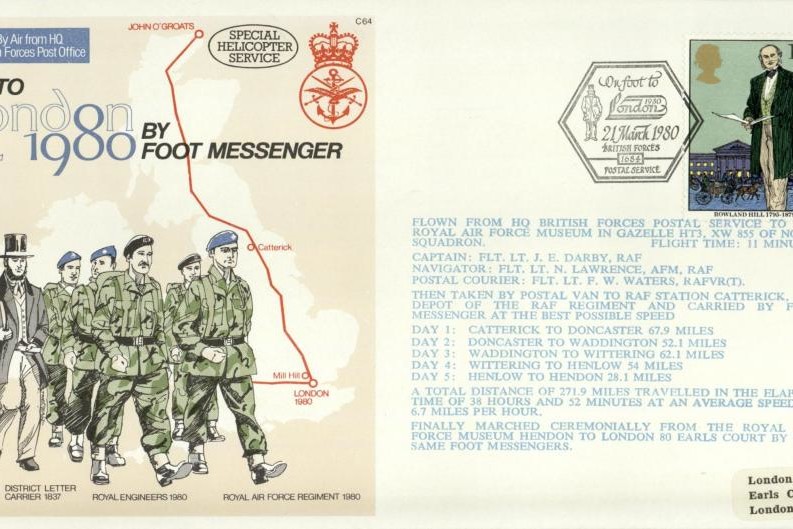 JOHN O'GROATS
C64
By Air from HQ
Forces Post Office
SPECIAL
HELICOPTER
SERVICE
TO
London
1980 BY
FOOT MESSENGER
Catterick
Mill Hill
LONDON
1980
DISTRICT LETTER
CARRIER 1837
ROYAL ENGINEERS 1980
ROYAL AIR FORCE REGIMENT 1980
On foot to
London 1980
21 March 1980
BRITISH FORCES
1684
POSTAL SERVICE
1
ROWLAND HILL 1795-1879
FLOWN FROM HQ BRITISH FORCES POSTAL SERVICE TO
ROYAL AIR FORCE MUSEUM IN GAZELLE HT3, XW 855 OF NO
SQUADRON. FLIGHT TIME: 11 MINU
CAPTAIN: FLT. LT. J. E. DARBY, RAF
NAVIGATOR: FLT. LT. N. LAWRENCE, AFM, RAF
POSTAL COURIER: FLT. LT. F. W. WATERS, RAFVR(T).
THEN TAKEN BY POSTAL VAN TO RAF STATION CATTERICK,
DEPOT OF THE RAF REGIMENT AND CARRIED BY F
MESSENGER AT THE BEST POSSIBLE SPEED
DAY 1: CATTERICK TO DONCASTER 67.9 MILES
DAY 2: DONCASTER TO WADDINGTON 52.1 MILES
DAY 3: WADDINGTON TO WITTERING 62.1 MILES
DAY 4: WITTERING TO HENLOW 54 MILES
DAY 5: HENLOW TO HENDON 28.1 MILES
A TOTAL DISTANCE OF 271.9 MILES TRAVELLED IN THE ELAP
TIME OF 38 HOURS AND 52 MINUTES AT AN AVERAGE SPEED
6.7 MILES PER HOUR.
FINALLY MARCHED CEREMONIALLY FROM THE ROYAL
FORCE MUSEUM HENDON TO LONDON 80 EARLS COURT BY
SAME FOOT MESSENGERS.
London
Earls C
London